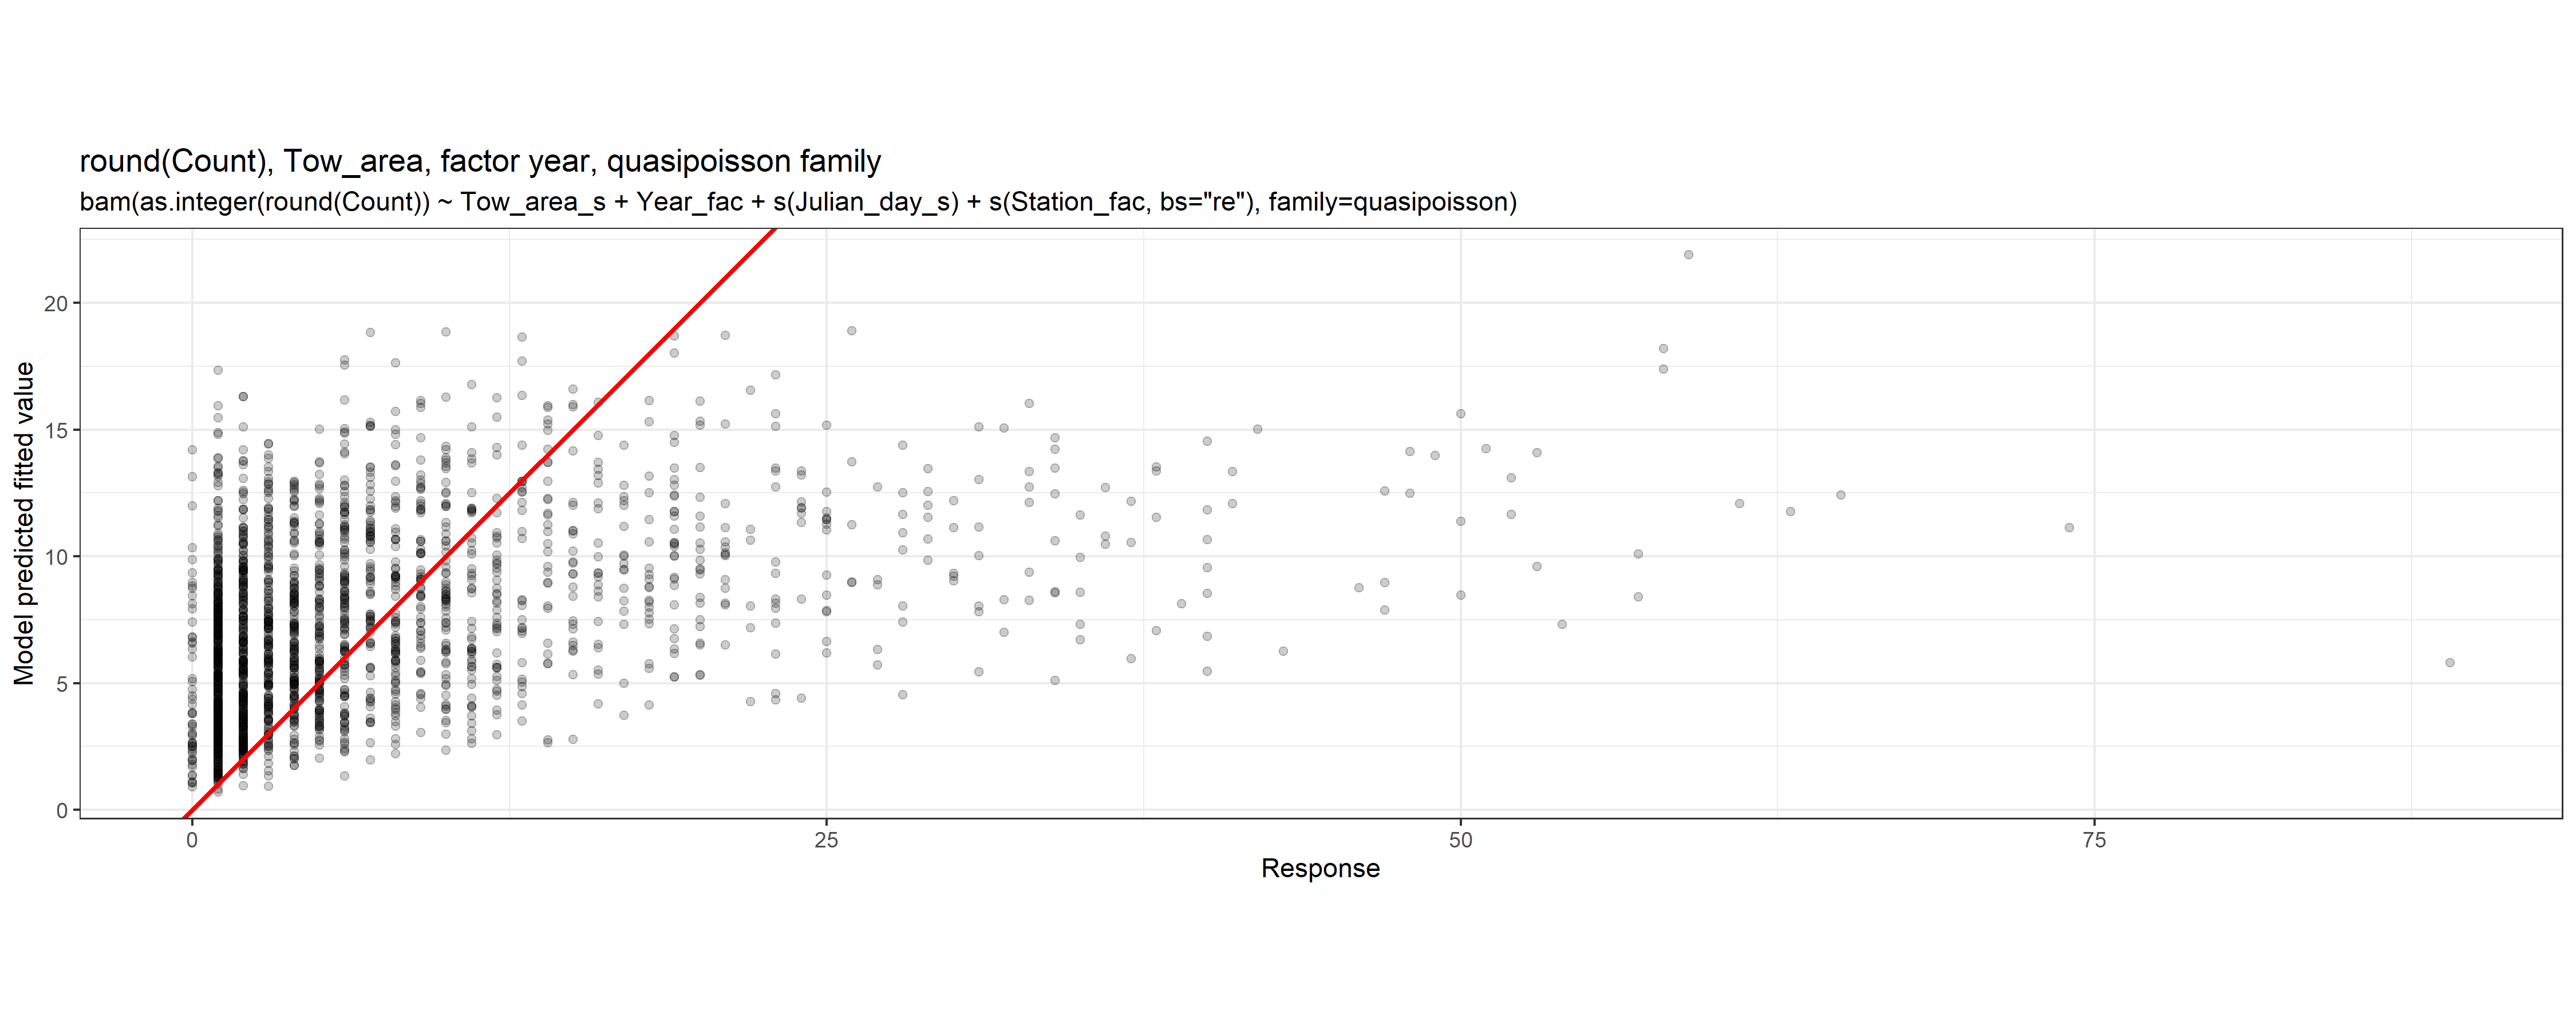 round(Count), Tow_area, factor year, quasipoisson family
bam(as.integer(round(Count)) ~ Tow_area_s + Year_fac + s(Julian_day_s) + s(Station_fac, bs="re"), family=quasipoisson)
Model predicted fitted value
20
15
10
5
0
0 25 50 75
Response